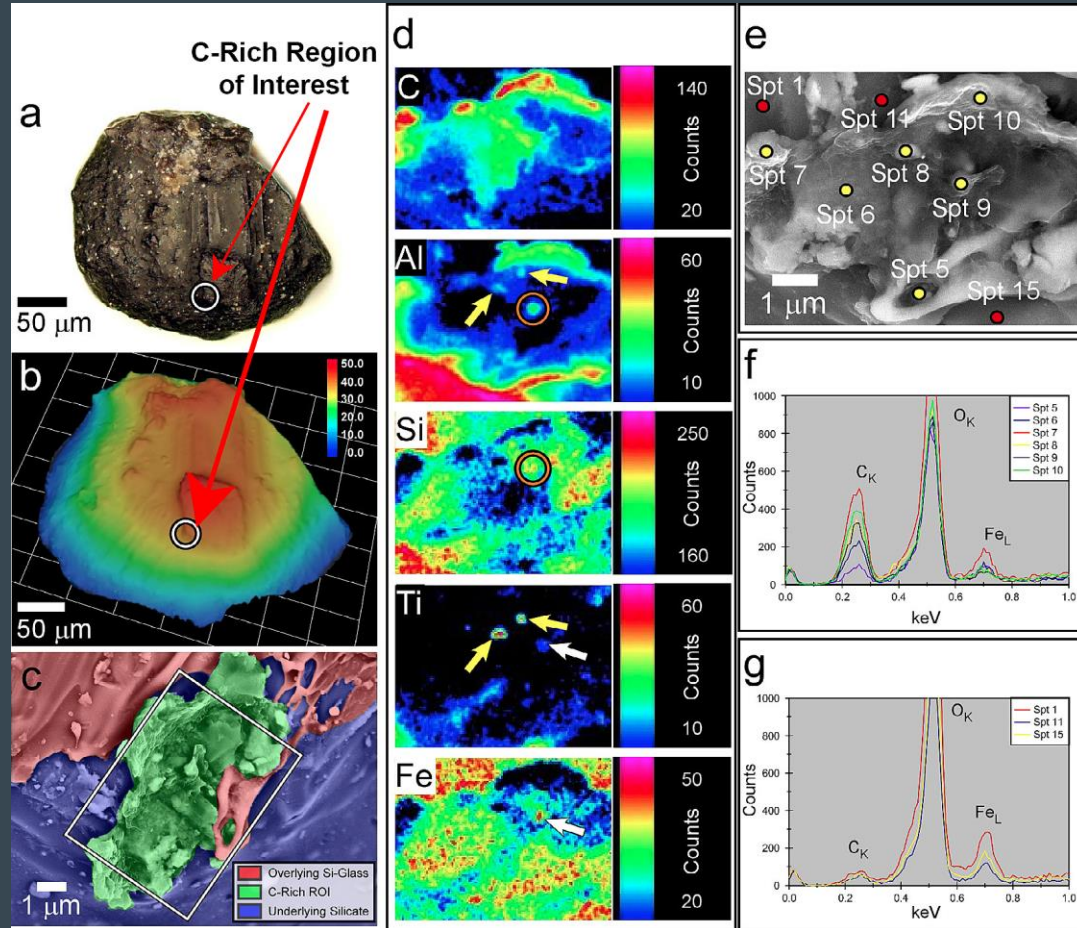 C-Rich Region
of Interest
a
50 μm
b
50.0
40.0
30.0
20.0
10.0
0.0
50 μm
c
1 μm
Overlying Si-Glass
C-Rich ROI
Underlying Silicate
d
C
140
Counts
20
Al
60
Counts
10
Si
250
Counts
160
Ti
60
Counts
10
Fe
50
Counts
20
e
Spt 1
Spt 11
Spt 10
Spt 7
Spt 8
Spt 6
Spt 9
Spt 5
Spt 15
1 μm
f
1000
800
600
400
200
0
Counts
C_K
O_K
Fe_L
Spt 5
Spt 6
Spt 7
Spt 8
Spt 9
Spt 10
0.0 0.2 0.4 0.6 0.8 1.0
keV
g
1000
800
600
400
200
0
Counts
C_K
O_K
Fe_L
Spt 1
Spt 11
Spt 15
0.0 0.2 0.4 0.6 0.8 1.0
keV